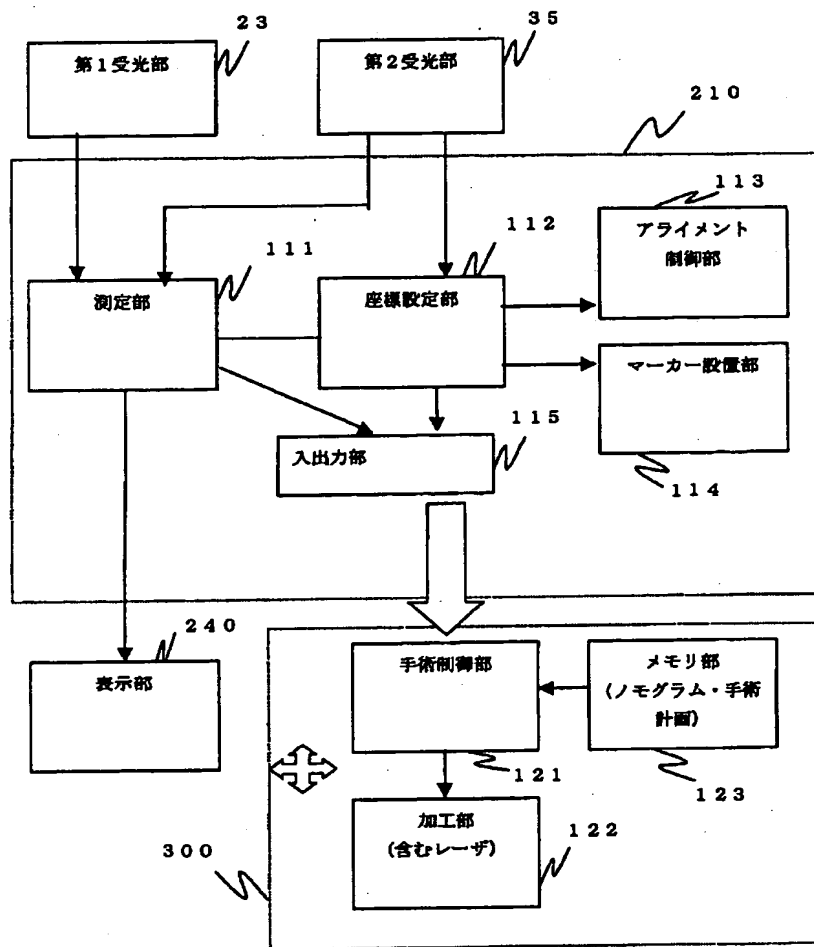 23
35
第1受光部
第2受光部
210
113
アライメント
制御部
111
112
測定部
座標設定部
マーカー設置部
115
入出力部
114
240
表示部
手術制御部
メモリ部
(ノモグラム・手術
計画)
121
123
加工部
(含むレーザ)
122
300